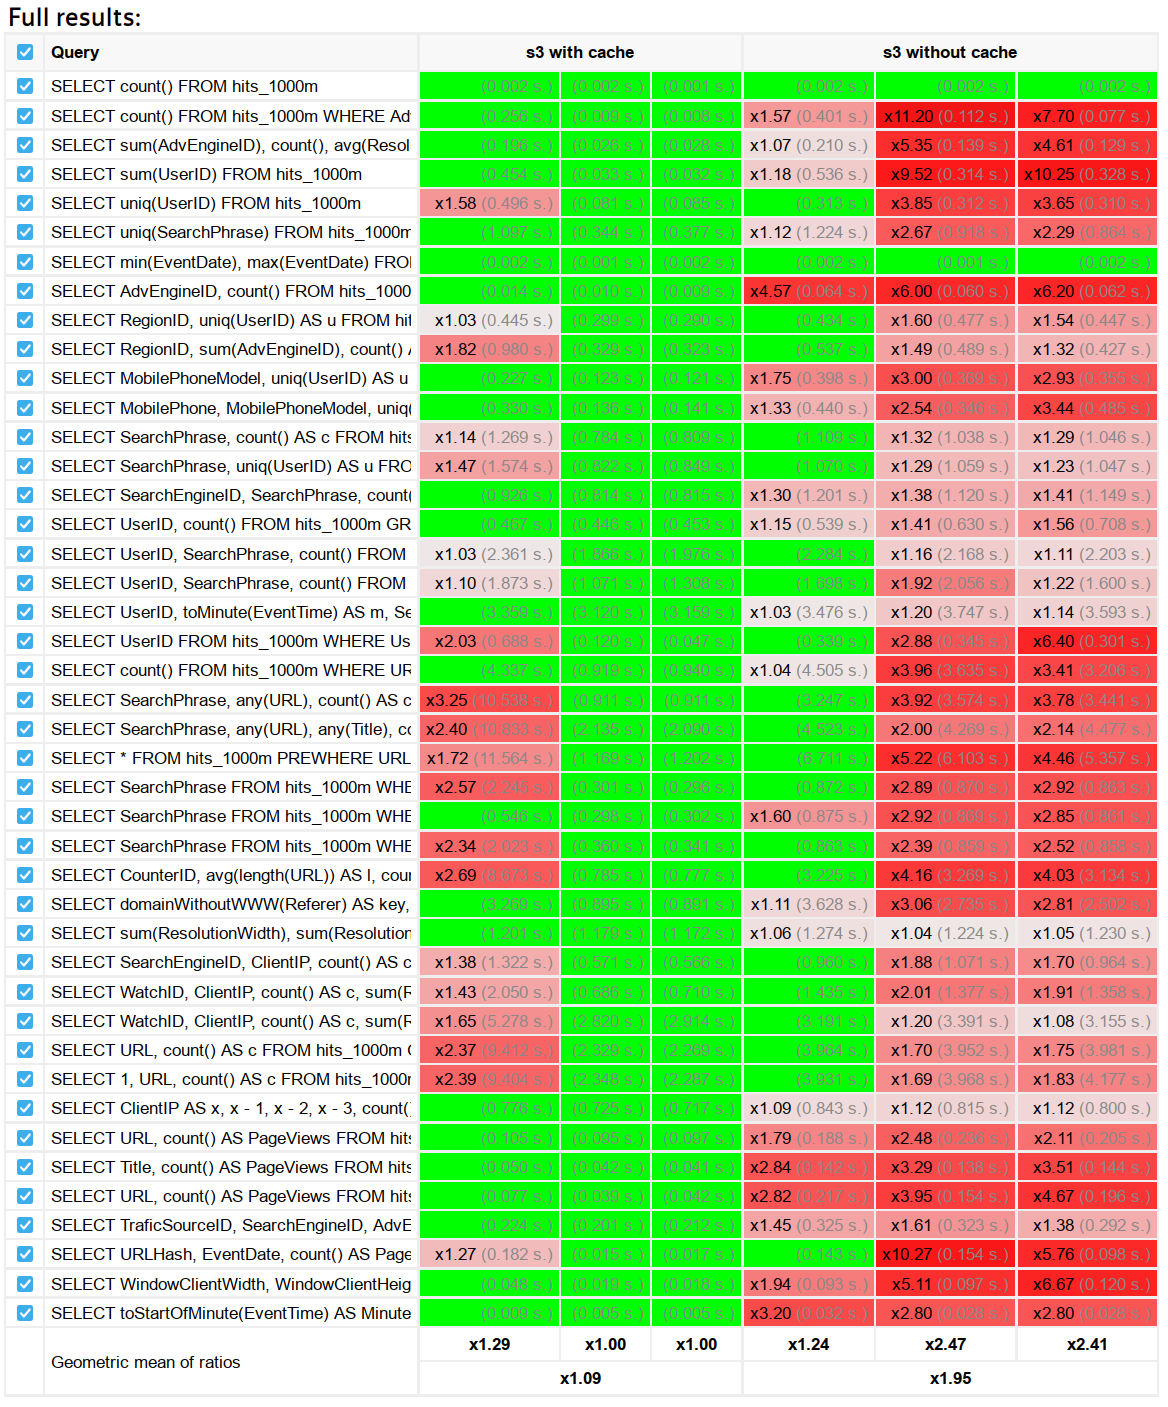 Full results:
Query s3 with cache s3 without cache
SELECT count() FROM hits_1000m (0.002 s.) (0.002 s.) (0.001 s.) (0.002 s.) (0.002 s.) (0.002 s.)
SELECT count() FROM hits_1000m WHERE Adv (0.256 s.) (0.009 s.) (0.008 s.) x1.57 (0.401 s.) x11.20 (0.112 s.) x7.70 (0.077 s.)
SELECT sum(AdvEngineID), count(), avg(Resol (0.196 s.) (0.026 s.) (0.028 s.) x1.07 (0.210 s.) x5.35 (0.139 s.) x4.61 (0.129 s.)
SELECT sum(UserID) FROM hits_1000m (0.454 s.) (0.033 s.) (0.032 s.) x1.18 (0.536 s.) x9.52 (0.314 s.) x10.25 (0.328 s.)
SELECT uniq(UserID) FROM hits_1000m x1.58 (0.496 s.) (0.081 s.) (0.085 s.) (0.313 s.) x3.85 (0.312 s.) x3.65 (0.310 s.)
SELECT uniq(SearchPhrase) FROM hits_1000m (1.097 s.) (0.344 s.) (0.377 s.) x1.12 (1.224 s.) x2.67 (0.918 s.) x2.29 (0.864 s.)
SELECT min(EventDate), max(EventDate) FROM (0.002 s.) (0.001 s.) (0.002 s.) (0.002 s.) (0.001 s.) (0.002 s.)
SELECT AdvEngineID, count() FROM hits_1000 (0.014 s.) (0.010 s.) (0.009 s.) x4.57 (0.064 s.) x6.00 (0.060 s.) x6.20 (0.062 s.)
SELECT RegionID, uniq(UserID) AS u FROM hit x1.03 (0.445 s.) (0.299 s.) (0.290 s.) (0.434 s.) x1.60 (0.477 s.) x1.54 (0.447 s.)
SELECT RegionID, sum(AdvEngineID), count() A x1.82 (0.980 s.) (0.329 s.) (0.323 s.) (0.537 s.) x1.49 (0.489 s.) x1.32 (0.427 s.)
SELECT MobilePhoneModel, uniq(UserID) AS u (0.227 s.) (0.123 s.) (0.121 s.) x1.75 (0.398 s.) x3.00 (0.369 s.) x2.93 (0.355 s.)
SELECT MobilePhone, MobilePhoneModel, uniq( (0.330 s.) (0.136 s.) (0.141 s.) x1.33 (0.440 s.) x2.54 (0.346 s.) x3.44 (0.485 s.)
SELECT SearchPhrase, count() AS c FROM hits x1.14 (1.269 s.) (0.784 s.) (0.809 s.) (1.109 s.) x1.32 (1.038 s.) x1.29 (1.046 s.)
SELECT SearchPhrase, uniq(UserID) AS u FRO x1.47 (1.574 s.) (0.822 s.) (0.849 s.) (1.070 s.) x1.29 (1.059 s.) x1.23 (1.047 s.)
SELECT SearchEngineID, SearchPhrase, count( (0.926 s.) (0.814 s.) (0.815 s.) x1.30 (1.201 s.) x1.38 (1.120 s.) x1.41 (1.149 s.)
SELECT UserID, count() FROM hits_1000m GR (0.467 s.) (0.446 s.) (0.453 s.) x1.15 (0.539 s.) x1.41 (0.630 s.) x1.56 (0.708 s.)
SELECT UserID, SearchPhrase, count() FROM x1.03 (2.361 s.) (1.866 s.) (1.976 s.) (2.284 s.) x1.16 (2.168 s.) x1.11 (2.203 s.)
SELECT UserID, SearchPhrase, count() FROM x1.10 (1.873 s.) (1.071 s.) (1.308 s.) (1.698 s.) x1.92 (2.056 s.) x1.22 (1.600 s.)
SELECT UserID, toMinute(EventTime) AS m, Se (3.359 s.) (3.120 s.) (3.159 s.) x1.03 (3.476 s.) x1.20 (3.747 s.) x1.14 (3.593 s.)
SELECT UserID FROM hits_1000m WHERE Us x2.03 (0.688 s.) (0.120 s.) (0.047 s.) (0.339 s.) x2.88 (0.345 s.) x6.40 (0.301 s.)
SELECT count() FROM hits_1000m WHERE UR (4.337 s.) (0.919 s.) (0.940 s.) x1.04 (4.505 s.) x3.96 (3.635 s.) x3.41 (3.206 s.)
SELECT SearchPhrase, any(URL), count() AS c x3.25 (10.538 s.) (0.911 s.) (0.911 s.) (3.247 s.) x3.92 (3.574 s.) x3.78 (3.441 s.)
SELECT SearchPhrase, any(URL), any(Title), co x2.40 (10.833 s.) (2.135 s.) (2.090 s.) (4.523 s.) x2.00 (4.269 s.) x2.14 (4.477 s.)
SELECT * FROM hits_1000m PREWHERE URL x1.72 (11.564 s.) (1.169 s.) (1.202 s.) (6.711 s.) x5.22 (6.103 s.) x4.46 (5.357 s.)
SELECT SearchPhrase FROM hits_1000m WHE x2.57 (2.245 s.) (0.301 s.) (0.296 s.) (0.872 s.) x2.89 (0.870 s.) x2.92 (0.863 s.)
SELECT SearchPhrase FROM hits_1000m WHE (0.546 s.) (0.298 s.) (0.302 s.) x1.60 (0.875 s.) x2.92 (0.869 s.) x2.85 (0.861 s.)
SELECT SearchPhrase FROM hits_1000m WHE x2.34 (2.023 s.) (0.360 s.) (0.341 s.) (0.863 s.) x2.39 (0.859 s.) x2.52 (0.858 s.)
SELECT CounterID, avg(length(URL)) AS l, cou x2.69 (8.673 s.) (0.785 s.) (0.777 s.) (3.225 s.) x4.16 (3.269 s.) x4.03 (3.134 s.)
SELECT domainWithoutWWW(Referer) AS key, (3.269 s.) (0.895 s.) (0.891 s.) x1.11 (3.628 s.) x3.06 (2.735 s.) x2.81 (2.502 s.)
SELECT sum(ResolutionWidth), sum(Resolution (1.201 s.) (1.179 s.) (1.172 s.) x1.06 (1.274 s.) x1.04 (1.224 s.) x1.05 (1.230 s.)
SELECT SearchEngineID, ClientIP, count() AS c x1.38 (1.322 s.) (0.571 s.) (0.566 s.) (0.960 s.) x1.88 (1.071 s.) x1.70 (0.964 s.)
SELECT WatchID, ClientIP, count() AS c, sum(R x1.43 (2.050 s.) (0.686 s.) (0.710 s.) (1.435 s.) x2.01 (1.377 s.) x1.91 (1.358 s.)
SELECT WatchID, ClientIP, count() AS c, sum(R x1.65 (5.278 s.) (2.820 s.) (2.914 s.) (3.191 s.) x1.20 (3.391 s.) x1.08 (3.155 s.)
SELECT URL, count() AS c FROM hits_1000m G x2.37 (9.412 s.) (2.329 s.) (2.269 s.) (3.964 s.) x1.70 (3.952 s.) x1.75 (3.981 s.)
SELECT 1, URL, count() AS c FROM hits_1000m x2.39 (9.404 s.) (2.348 s.) (2.287 s.) (3.931 s.) x1.69 (3.968 s.) x1.83 (4.177 s.)
SELECT ClientIP AS x, x - 1, x - 2, x - 3, count() (0.776 s.) (0.725 s.) (0.717 s.) x1.09 (0.843 s.) x1.12 (0.815 s.) x1.12 (0.800 s.)
SELECT URL, count() AS PageViews FROM hits (0.105 s.) (0.095 s.) (0.097 s.) x1.79 (0.188 s.) x2.48 (0.236 s.) x2.11 (0.205 s.)
SELECT Title, count() AS PageViews FROM hits (0.050 s.) (0.042 s.) (0.041 s.) x2.84 (0.142 s.) x3.29 (0.138 s.) x3.51 (0.144 s.)
SELECT URL, count() AS PageViews FROM hits (0.077 s.) (0.039 s.) (0.042 s.) x2.82 (0.217 s.) x3.95 (0.154 s.) x4.67 (0.196 s.)
SELECT TraficSourceID, SearchEngineID, AdvE (0.224 s.) (0.201 s.) (0.212 s.) x1.45 (0.325 s.) x1.61 (0.323 s.) x1.38 (0.292 s.)
SELECT URLHash, EventDate, count() AS Page x1.27 (0.182 s.) (0.015 s.) (0.017 s.) (0.143 s.) x10.27 (0.154 s.) x5.76 (0.098 s.)
SELECT WindowClientWidth, WindowClientHeig (0.048 s.) (0.019 s.) (0.018 s.) x1.94 (0.093 s.) x5.11 (0.097 s.) x6.67 (0.120 s.)
SELECT toStartOfMinute(EventTime) AS Minute (0.009 s.) (0.005 s.) (0.005 s.) x3.20 (0.032 s.) x2.80 (0.028 s.) x2.80 (0.028 s.)
Geometric mean of ratios x1.29 x1.00 x1.00 x1.24 x2.47 x2.41
x1.09 x1.95